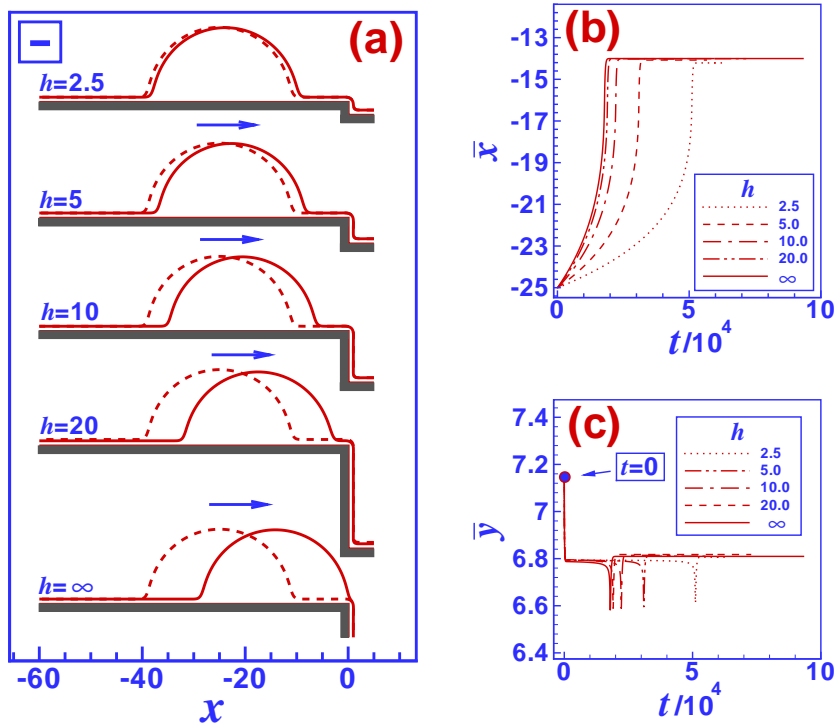 −
(a)
h=2.5
h=5
h=10
h=20
h=∞
-60
-40
-20
0
x
(b)
-13
-15
-17
-19
-21
-23
-25
x̄
h
2.5
5.0
10.0
20.0
∞
0
5
10
t/10⁴
(c)
7.4
7.2
7
6.8
6.6
6.4
ȳ
t=0
h
2.5
5.0
10.0
20.0
∞
0
5
10
t/10⁴